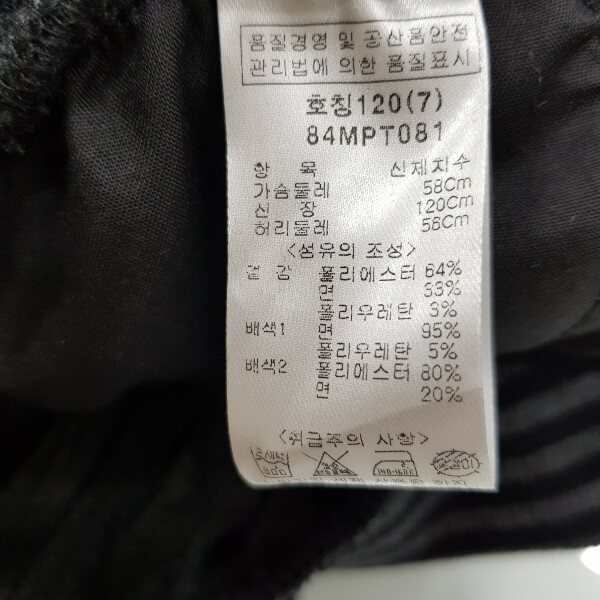 품질경영 및 공산품안전
관리법에 의한 품질표시
호칭120(7)
84MPT081
항 목 신체치수
가슴둘레 58Cm
신 장 120Cm
허리둘레 56Cm
<섬유의 조성>
겉 감 폴리에스터 64%
면 33%
폴리우레탄 3%
배색1 면 95%
폴리우레탄 5%
배색2 폴리에스터 80%
면 20%
<취급주의 사항>